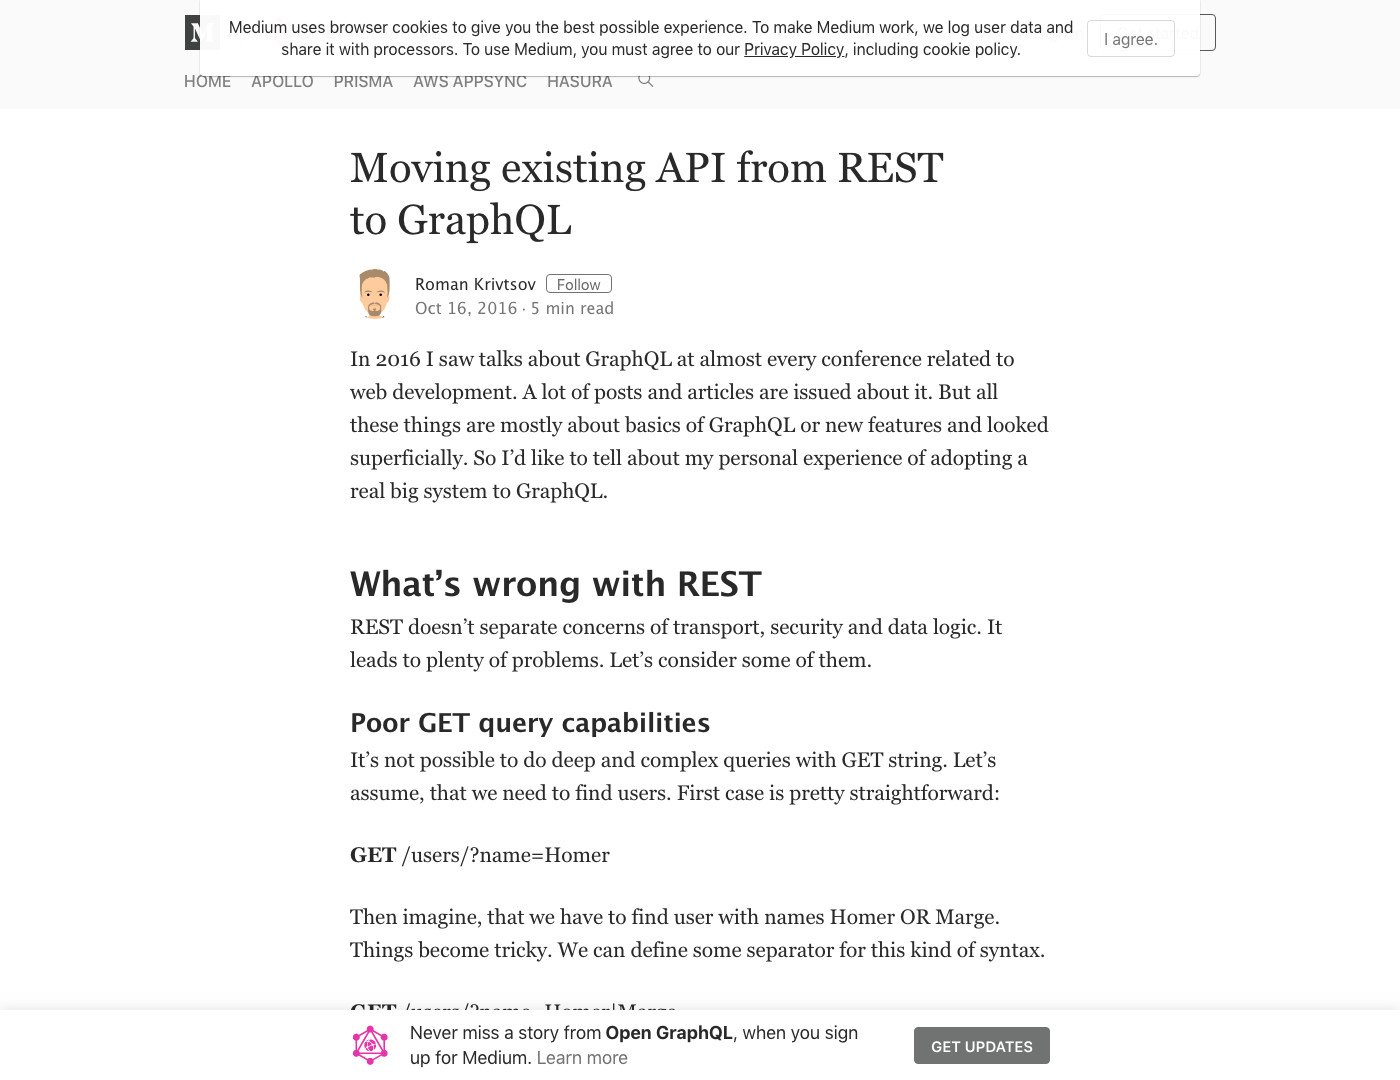 Medium uses browser cookies to give you the best possible experience. To make Medium work, we log user data and
share it with processors. To use Medium, you must agree to our Privacy Policy, including cookie policy.
I agree.
HOME APOLLO PRISMA AWS APPSYNC HASURA
Moving existing API from REST
to GraphQL
Roman Krivtsov Follow
Oct 16, 2016 · 5 min read
In 2016 I saw talks about GraphQL at almost every conference related to
web development. A lot of posts and articles are issued about it. But all
these things are mostly about basics of GraphQL or new features and looked
superficially. So I’d like to tell about my personal experience of adopting a
real big system to GraphQL.
What’s wrong with REST
REST doesn’t separate concerns of transport, security and data logic. It
leads to plenty of problems. Let’s consider some of them.
Poor GET query capabilities
It’s not possible to do deep and complex queries with GET string. Let’s
assume, that we need to find users. First case is pretty straightforward:
GET /users/?name=Homer
Then imagine, that we have to find user with names Homer OR Marge.
Things become tricky. We can define some separator for this kind of syntax.
GET /users/?name=Homer|Marge
Never miss a story from Open GraphQL, when you sign
up for Medium. Learn more
GET UPDATES